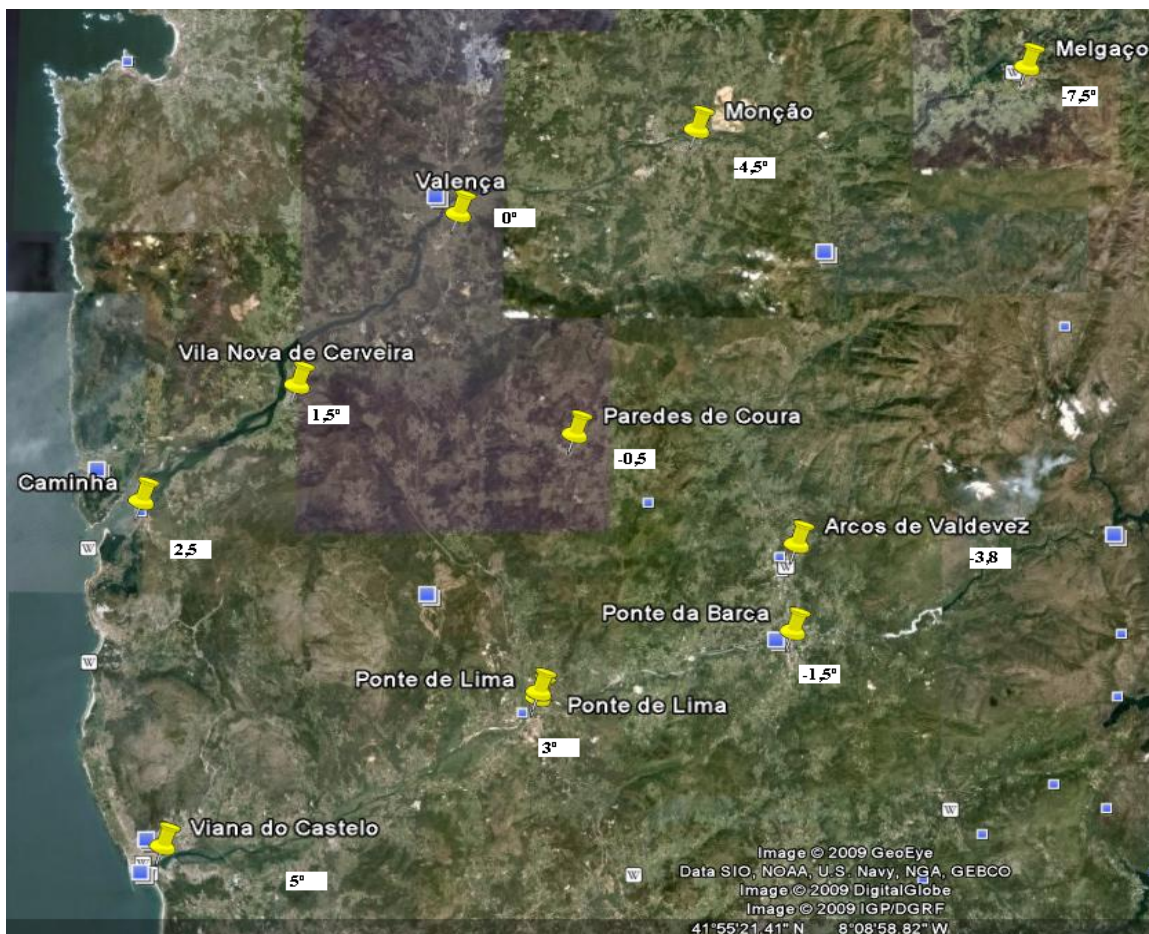 Melgaço
-7,5º
Monção
-4,5º
Valença
0º
Vila Nova de Cerveira
1,5º
Paredes de Coura
-0,5
Caminha
2,5
Arcos de Valdevez
-3,8
Ponte da Barca
-1,5º
Ponte de Lima
Ponte de Lima
3º
Viana do Castelo
5º
W
W
W
W
W
W
W
Image © 2009 GeoEye
Data SIO, NOAA, U.S. Navy, NGA, GEBCO
Image © 2009 DigitalGlobe
Image © 2009 IGP/DGRF
41°55'21.41" N 8°08'58.82" W